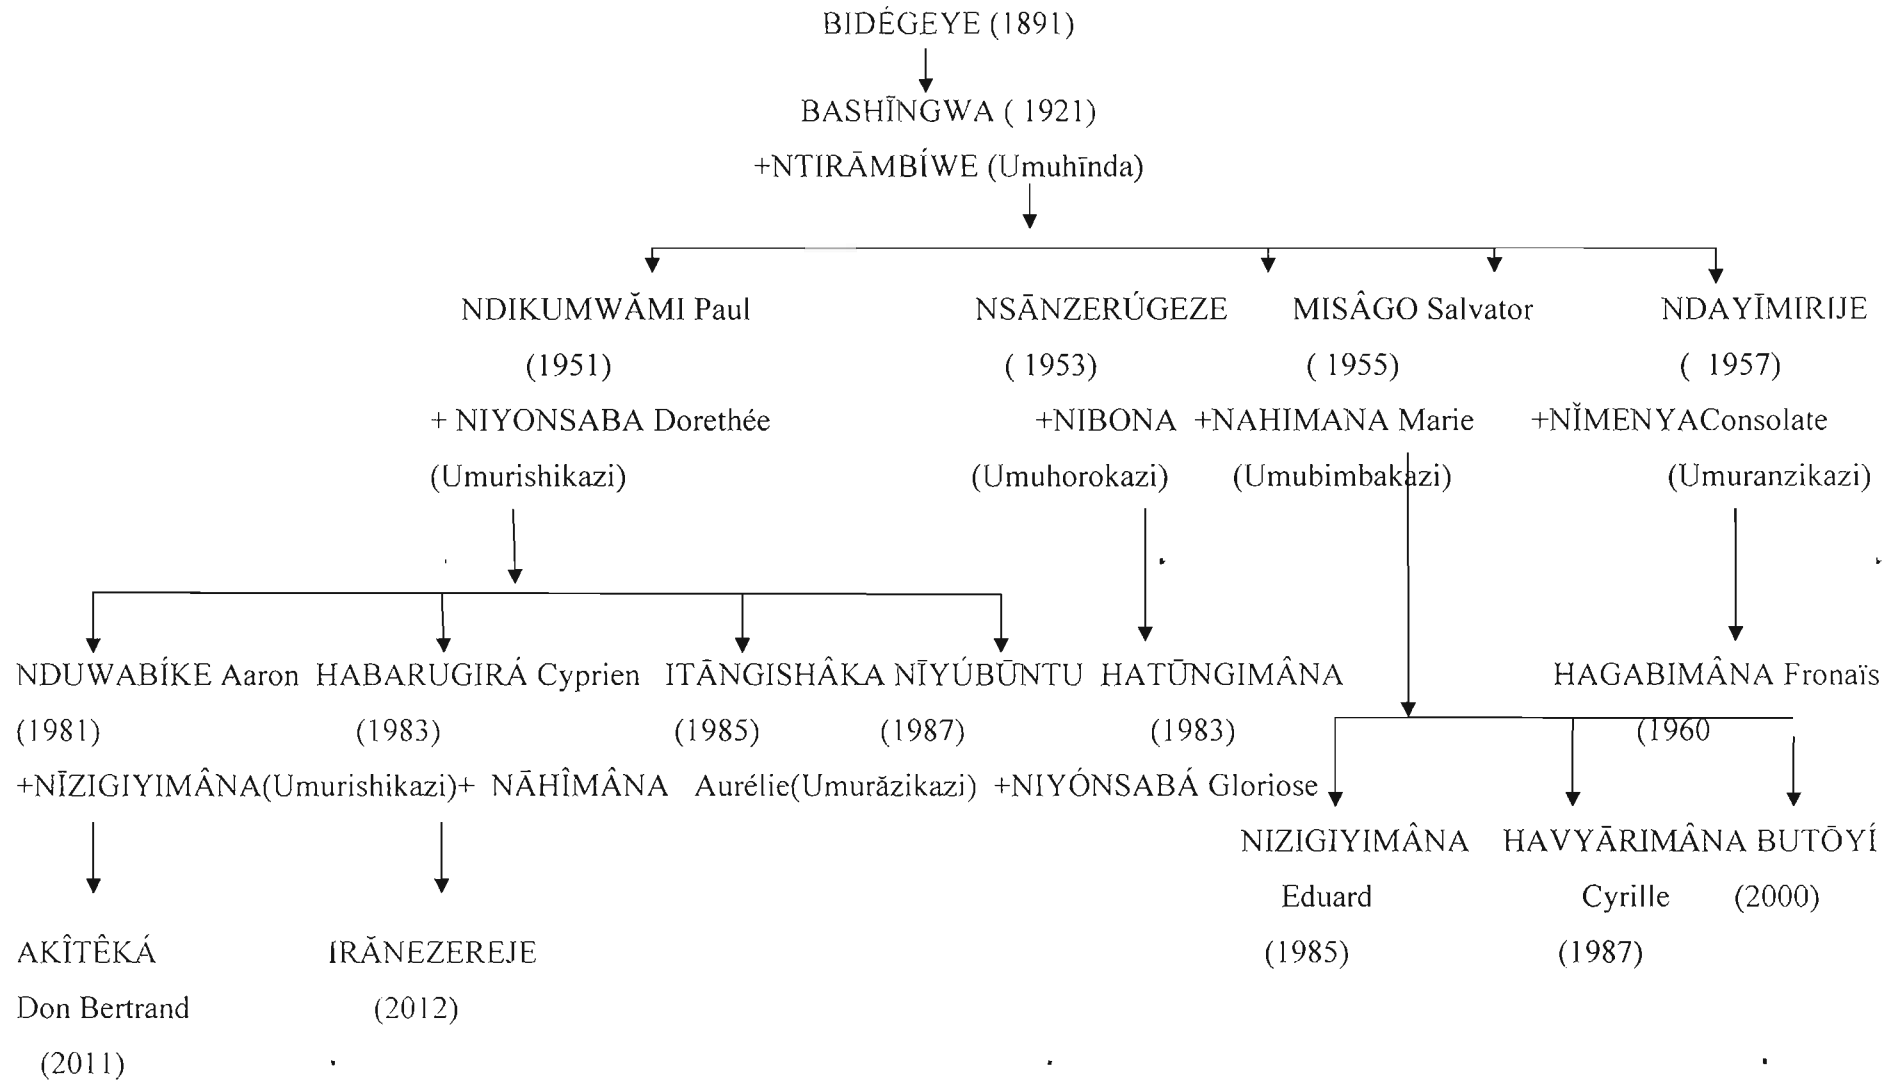 BIDÉGEYE (1891)
BASHĪNGWA ( 1921)
+NTIRĀMBÍWE (Umuhīnda)
NDIKUMWĂMI Paul NSĀNZERÚGEZE MISÂGO Salvator NDAYĪMIRIJE
(1951) ( 1953) ( 1955) ( 1957)
+ NIYONSABA Dorethée +NIBONA +NAHIMANA Marie +NĬMENYAConsolate
(Umurishikazi) (Umuhorokazi) (Umubimbakazi) (Umuranzikazi)
NDUWABÍKE Aaron HABARUGIRÁ Cyprien ITĀNGISHÂKA NĪYÚBŪNTU HATŪNGIMÂNA HAGABIMÂNA Fronaïs
(1981) (1983) (1985) (1987) (1983) (1960
+NĪZIGIYIMÂNA(Umurishikazi)+ NĀHÎMÂNA Aurélie(Umurăzikazi) +NIYÓNSABÁ Gloriose
NIZIGIYIMÂNA HAVYĀRIMÂNA BUTŌYÍ
Eduard Cyrille (2000)
AKÎTÊKÁ IRĂNEZEREJE (1985) (1987)
Don Bertrand (2012)
(2011)